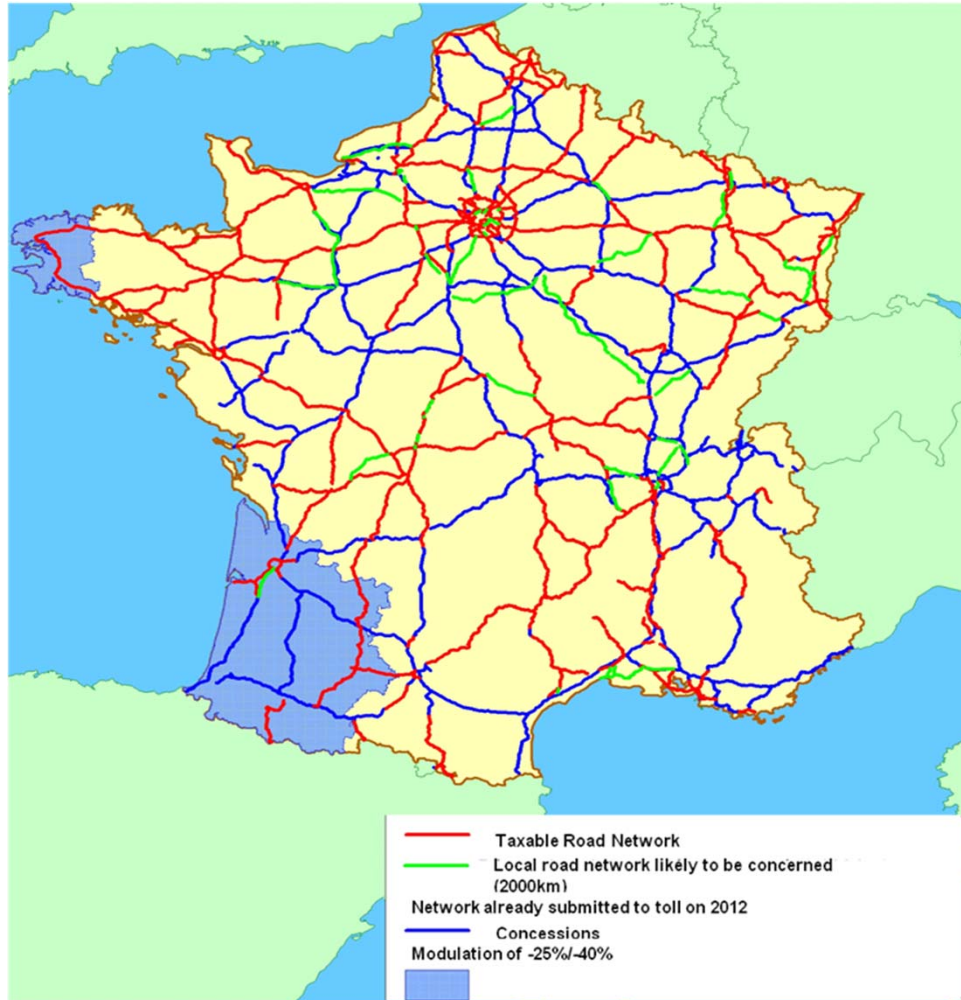 Taxable Road Network
Local road network likely to be concerned
(2000km)
Network already submitted to toll on 2012
Concessions
Modulation of -25%/-40%